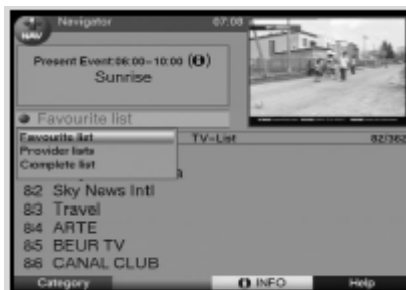 Navigator 07:08
NAV
Present Event:06:00-10:00 (i)
Sunrise
Favourite list
Favourite list
Provider lists
Complete list
TV-List 82/362
82 Sky News Intl
83 Travel
84 ARTE
85 BEUR TV
86 CANAL CLUB
Category
i INFO
Help